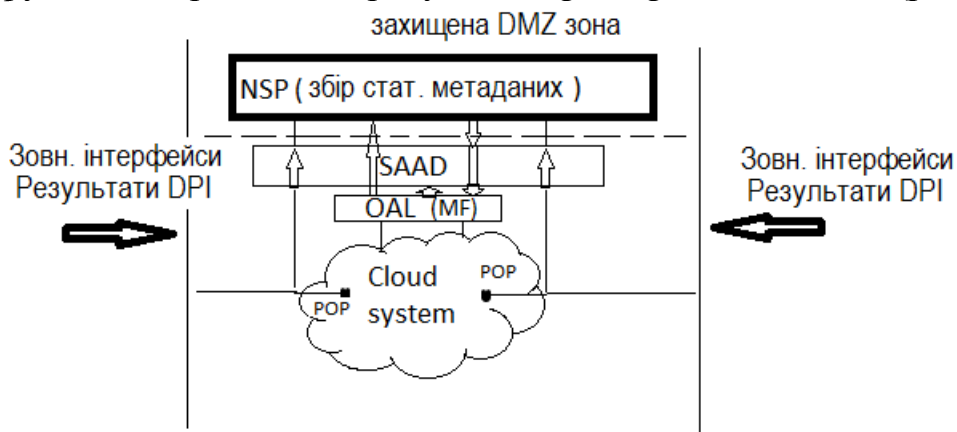 захищена DMZ зона
NSP ( збір стат. метаданих )
Зовн. інтерфейси
Результати DPI
SAAD
Зовн. інтерфейси
Результати DPI
OAL (MF)
Cloud
system
POP
POP